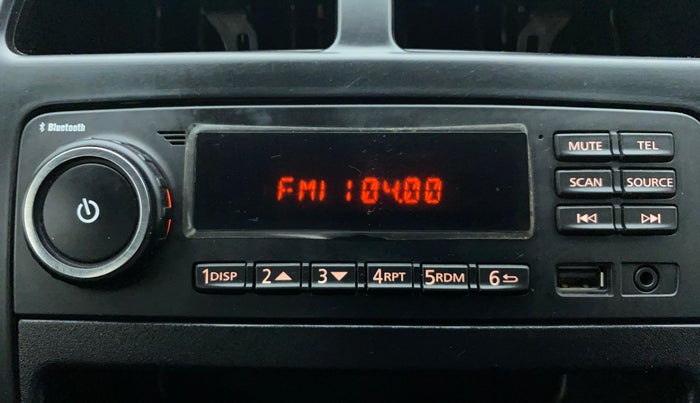 Bluetooth
FM1 104.00
MUTE TEL
SCAN SOURCE
1DISP 2 3 4RPT 5RDM 6